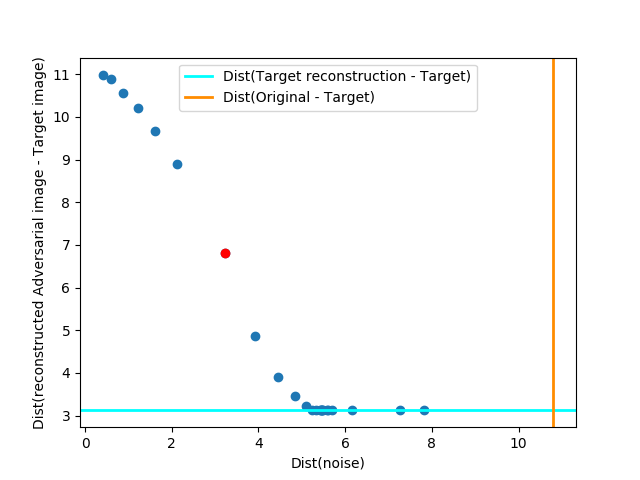 Dist(Target reconstruction - Target)
Dist(Original - Target)
Dist(reconstructed Adversarial image - Target image)
11
10
9
8
7
6
5
4
3
0 2 4 6 8 10
Dist(noise)